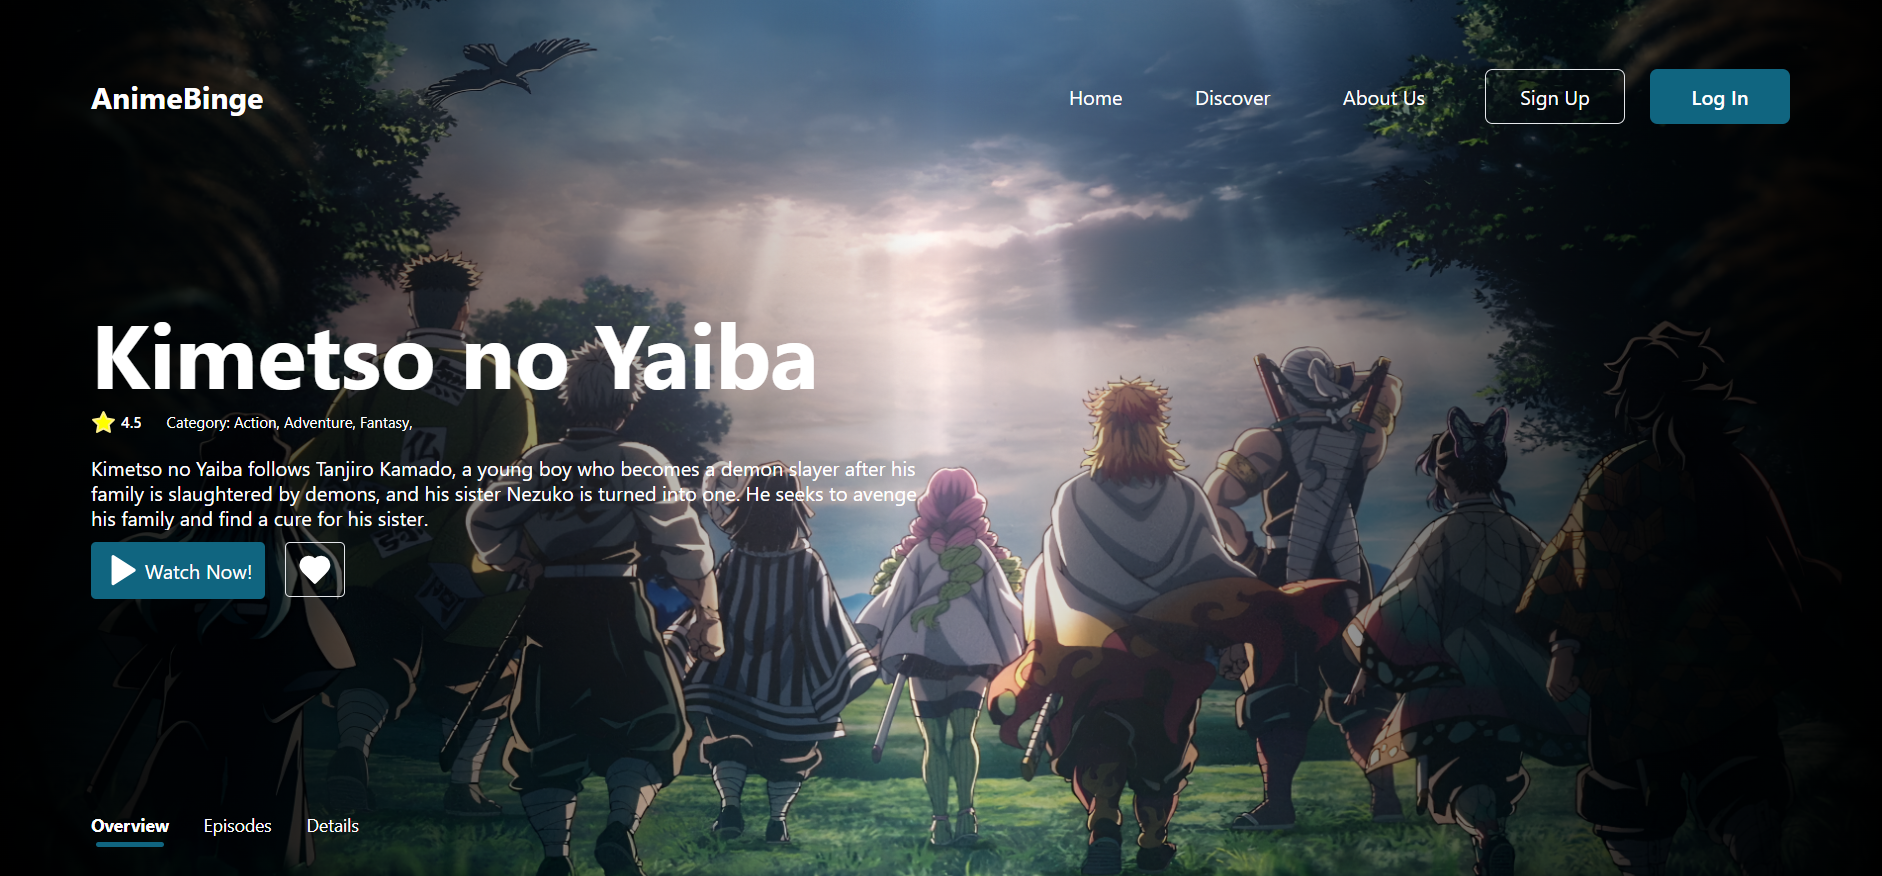 AnimeBinge
Home
Discover
About Us
Sign Up
Log In
Kimetso no Yaiba
4.5
Category: Action, Adventure, Fantasy,
Kimetso no Yaiba follows Tanjiro Kamado, a young boy who becomes a demon slayer after his
family is slaughtered by demons, and his sister Nezuko is turned into one. He seeks to avenge
his family and find a cure for his sister.
Watch Now!
Overview
Episodes
Details